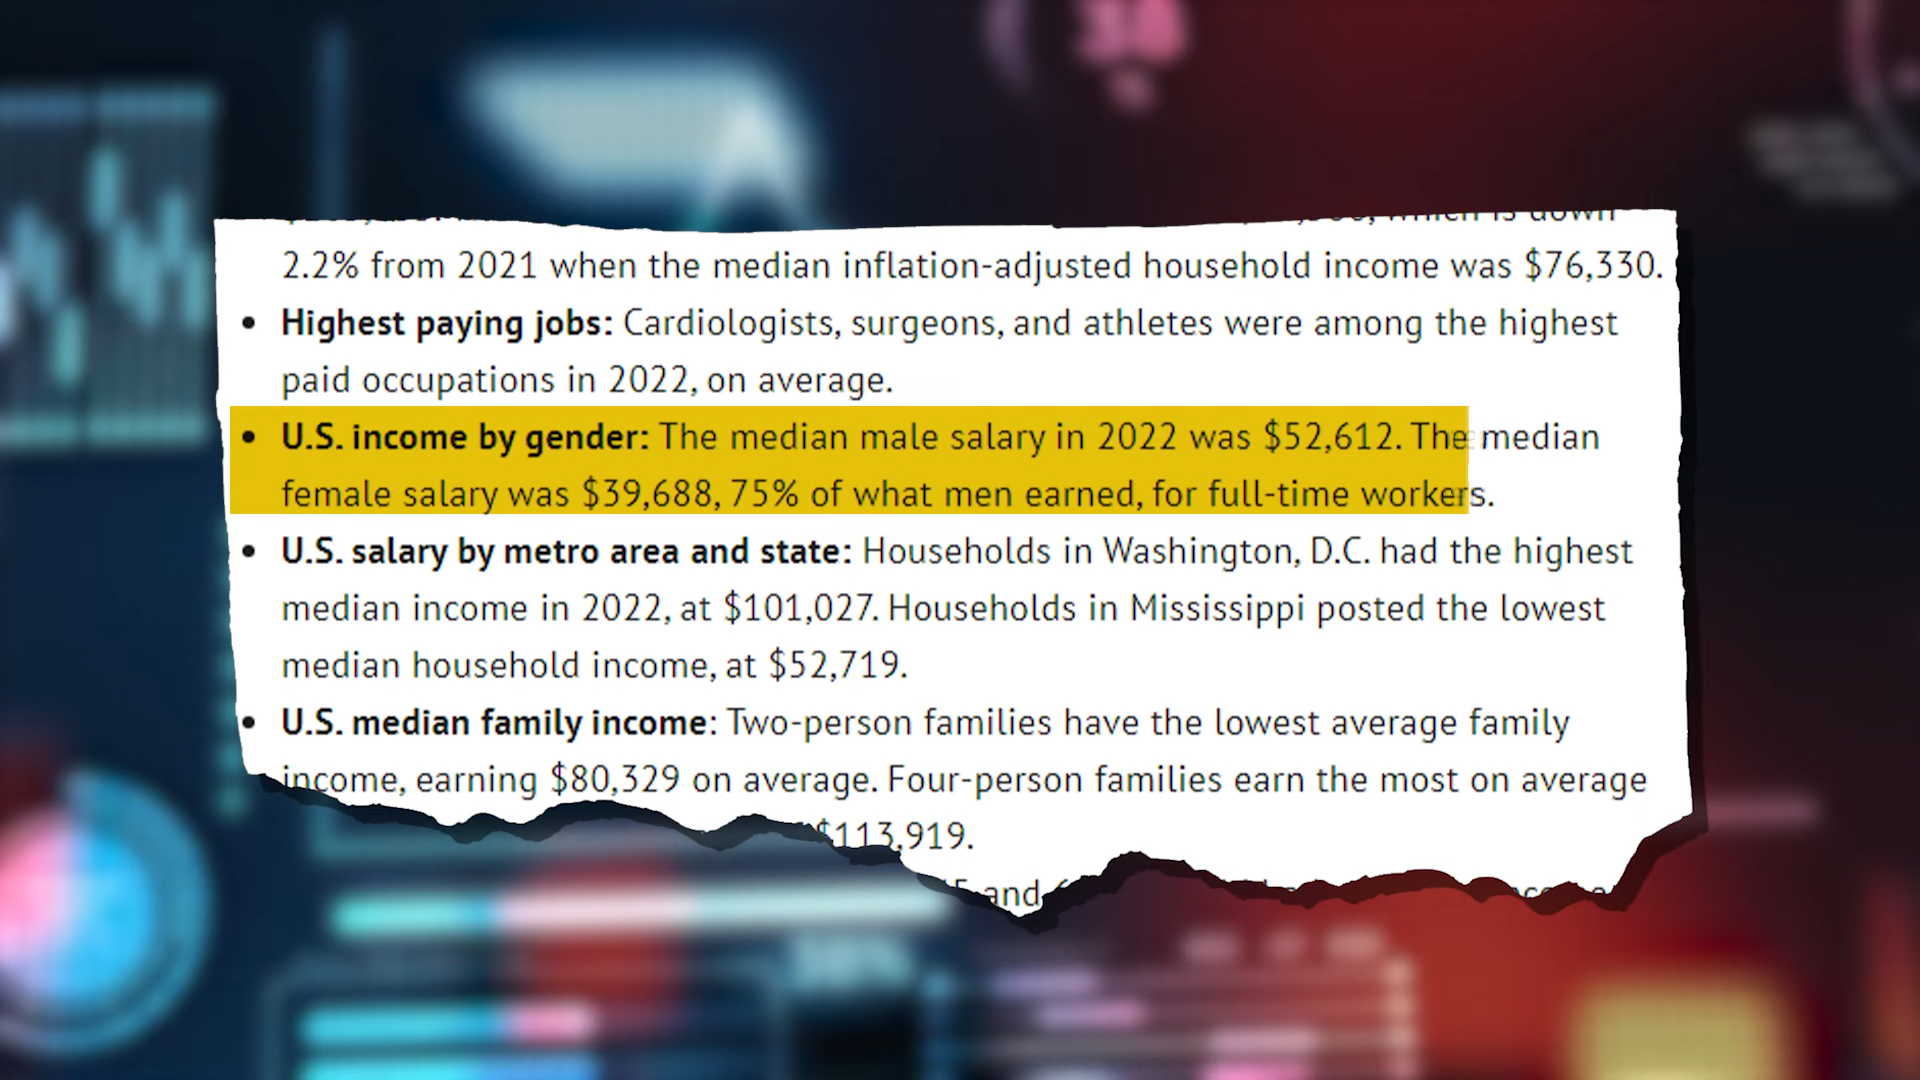 which is down
2.2% from 2021 when the median inflation-adjusted household income was $76,330.
• Highest paying jobs: Cardiologists, surgeons, and athletes were among the highest
paid occupations in 2022, on average.
• U.S. income by gender: The median male salary in 2022 was $52,612. The median
female salary was $39,688, 75% of what men earned, for full-time workers.
• U.S. salary by metro area and state: Households in Washington, D.C. had the highest
median income in 2022, at $101,027. Households in Mississippi posted the lowest
median household income, at $52,719.
• U.S. median family income: Two-person families have the lowest average family
income, earning $80,329 on average. Four-person families earn the most on average
$113,919.
and